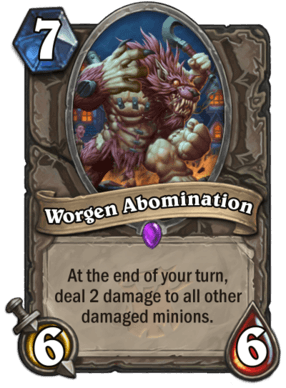 7
Worgen Abomination
At the end of your turn,
deal 2 damage to all other
damaged minions.
6 6